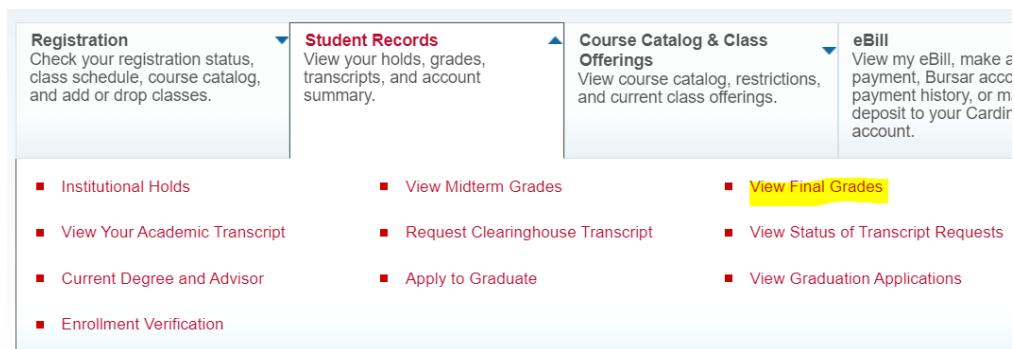 Registration
Check your registration status,
class schedule, course catalog,
and add or drop classes.
Student Records
View your holds, grades,
transcripts, and account
summary.
Course Catalog & Class
Offerings
View course catalog, restrictions,
and current class offerings.
eBill
View my eBill, make a
payment, Bursar
payment history, or
deposit to your
account.
Institutional Holds
View Midterm Grades
View Final Grades
View Your Academic Transcript
Request Clearinghouse Transcript
View Status of Transcript Requests
Current Degree and Advisor
Apply to Graduate
View Graduation Applications
Enrollment Verification